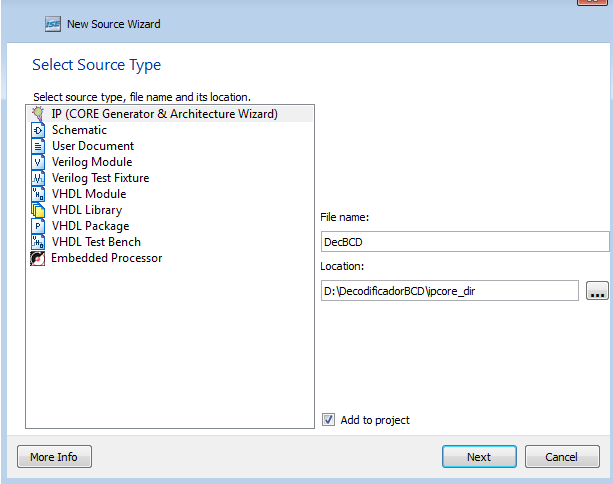 ISE New Source Wizard
Select Source Type
Select source type, file name and its location.
IP (CORE Generator & Architecture Wizard)
Schematic
User Document
Verilog Module
Verilog Test Fixture
VHDL Module
VHDL Library
VHDL Package
VHDL Test Bench
Embedded Processor
File name:
DecBCD
Location:
D:\DecodificadorBCD\ipcore_dir
...
Add to project
More Info
Next
Cancel